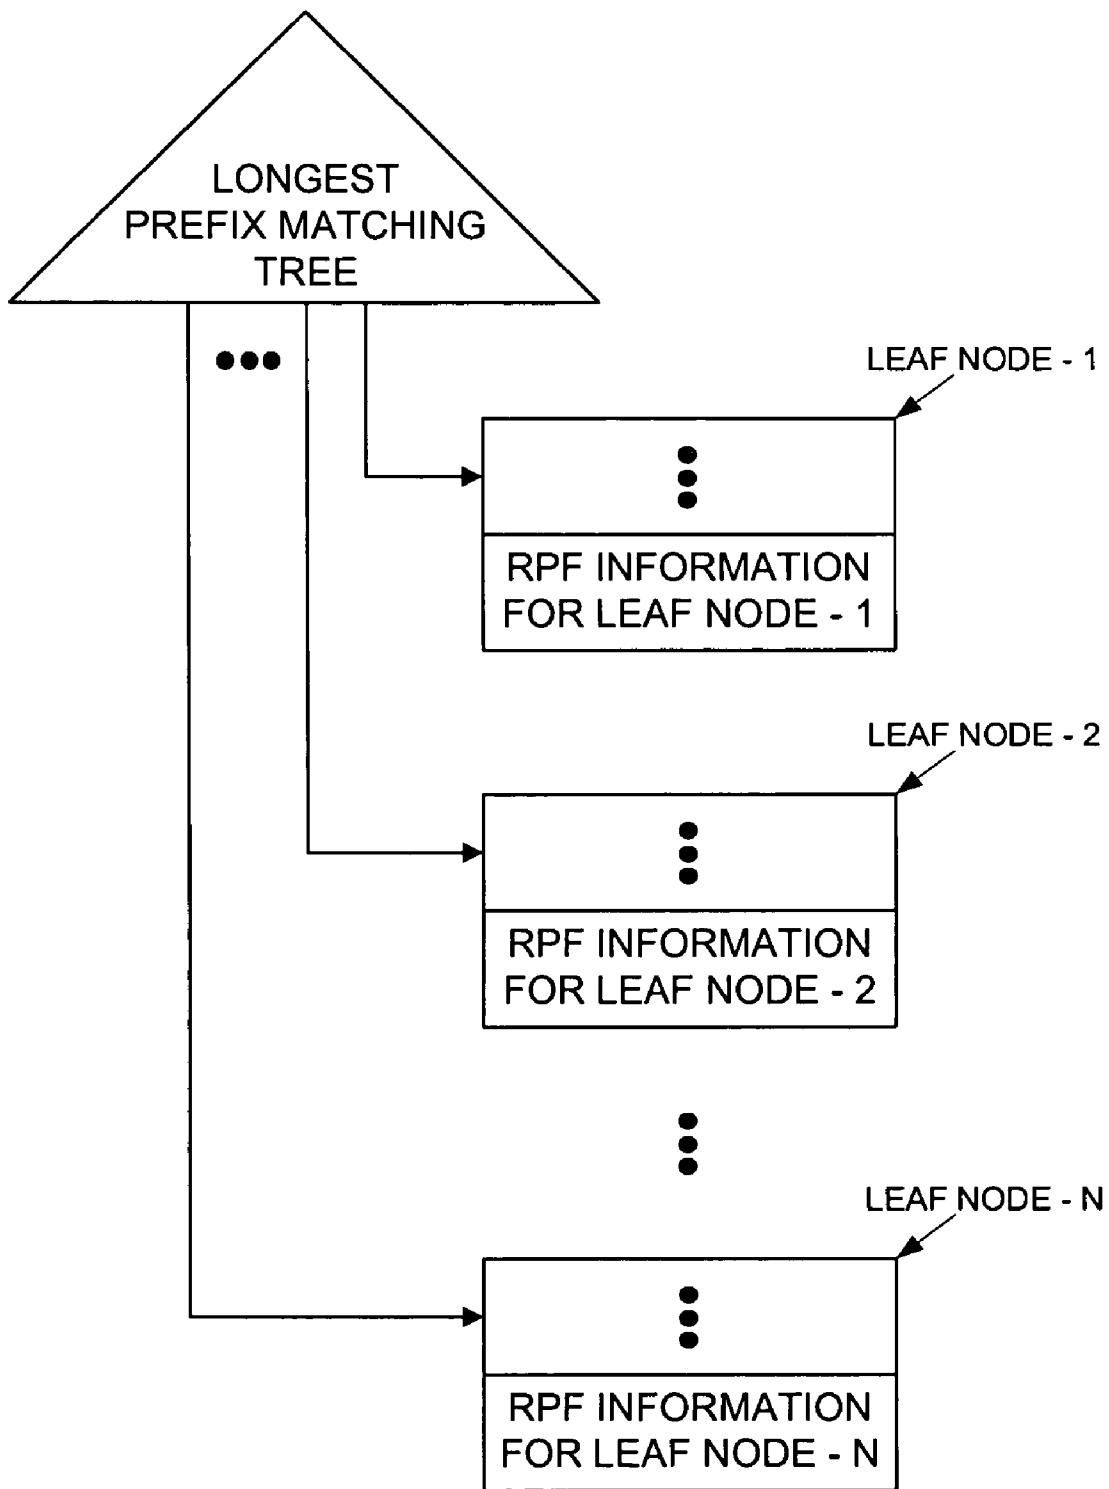 LONGEST
PREFIX MATCHING
TREE
LEAF NODE - 1
RPF INFORMATION
FOR LEAF NODE - 1
LEAF NODE - 2
RPF INFORMATION
FOR LEAF NODE - 2
LEAF NODE - N
RPF INFORMATION
FOR LEAF NODE - N